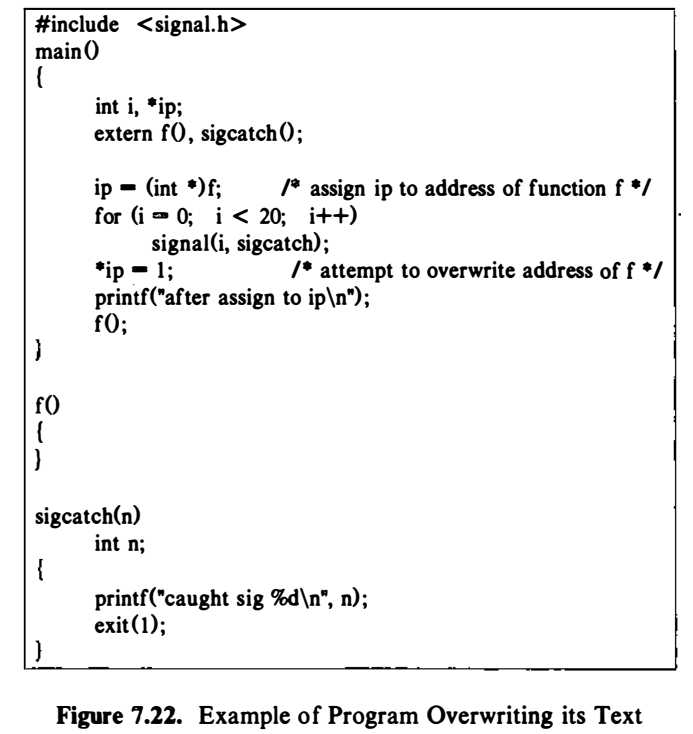 #include <signal.h>
main()
{
int i, *ip;
extern f(), sigcatch();
ip = (int *)f; /* assign ip to address of function f */
for (i = 0; i < 20; i++)
signal(i, sigcatch);
*ip = 1; /* attempt to overwrite address of f */
printf("after assign to ip\n");
f();
}
f()
{
}
sigcatch(n)
int n;
{
printf("caught sig %d\n", n);
exit(1);
}
Figure 7.22. Example of Program Overwriting its Text